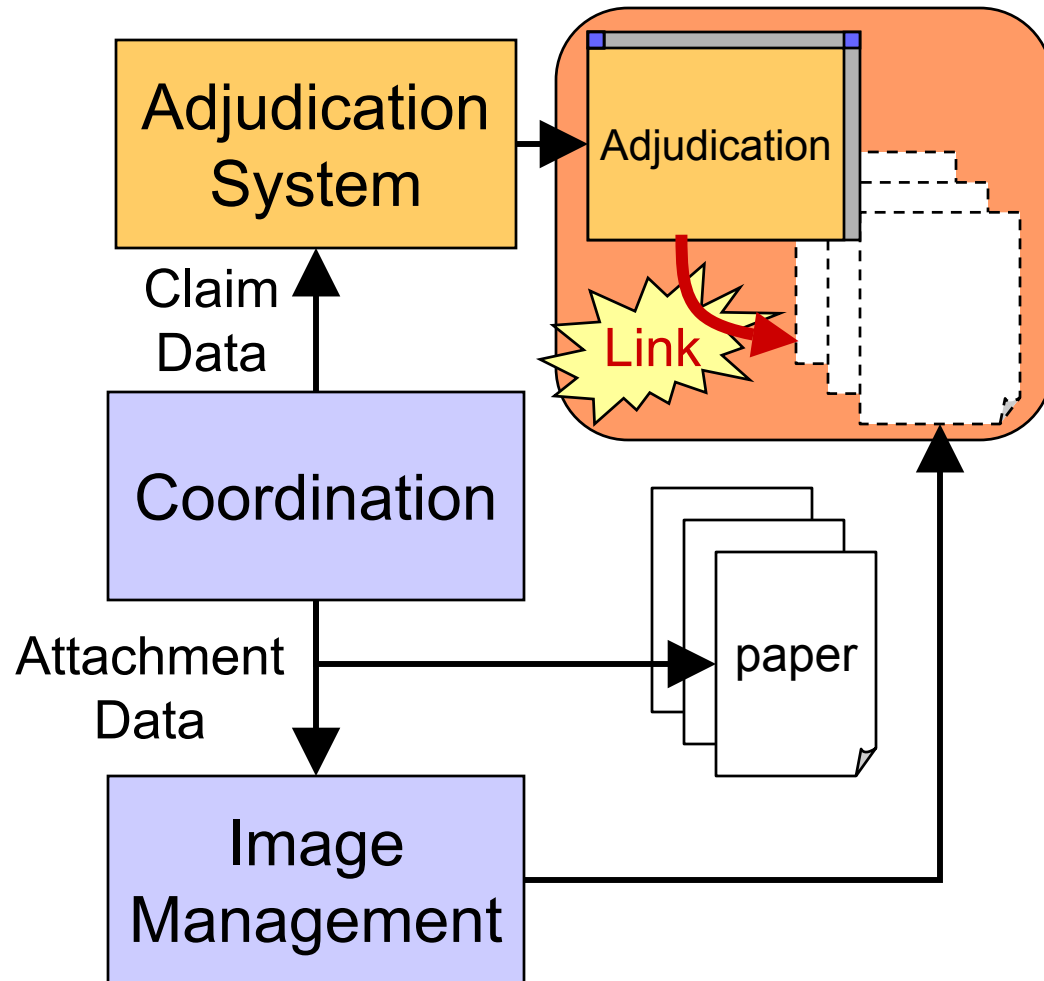 Adjudication
System
Adjudication
Claim
Data
Link
Coordination
Attachment
Data
paper
Image
Management